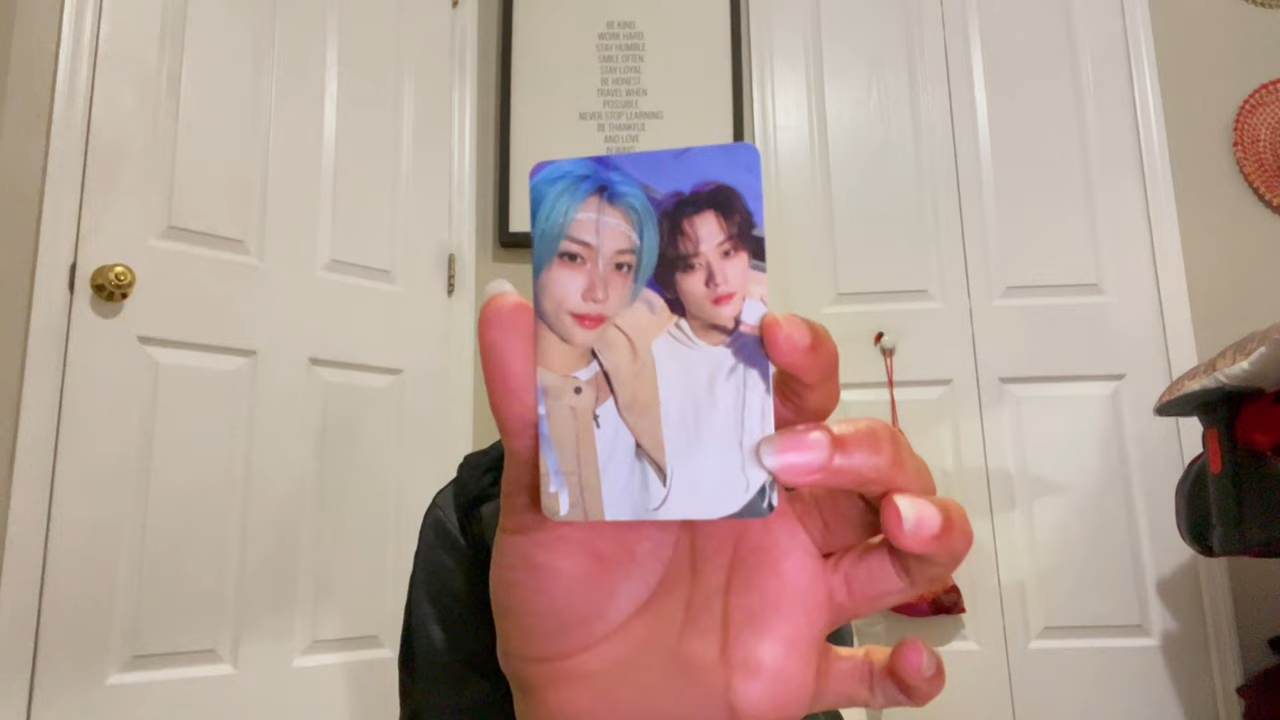 BE KIND.
WORK HARD.
STAY HUMBLE.
SMILE OFTEN
STAY LOYAL.
BE HONEST.
TRAVEL WHEN
POSSIBLE.
NEVER STOP LEARNING.
BE THANKFUL.
AND LOVE
ALWAYS.